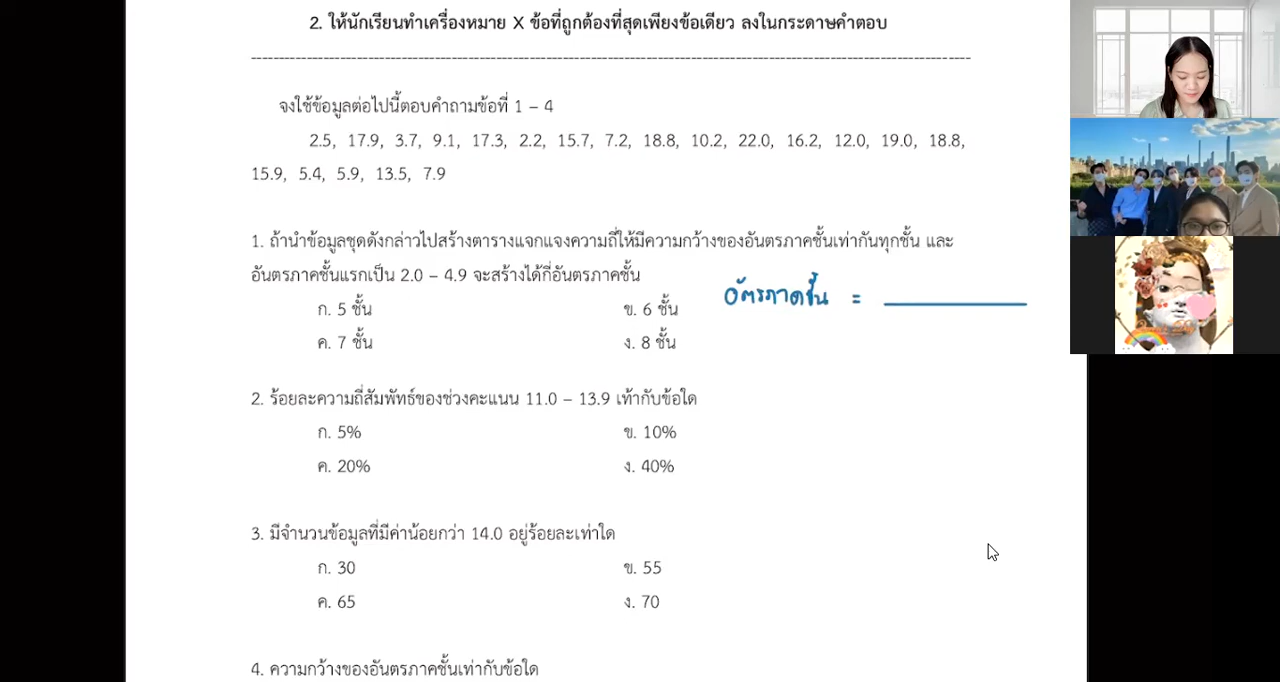 2. ให้นักเรียนทำเครื่องหมาย X ข้อที่ถูกต้องที่สุดเพียงข้อเดียว ลงในกระดาษคำตอบ
จงใช้ข้อมูลต่อไปนี้ตอบคำถามข้อที่ 1 – 4
2.5, 17.9, 3.7, 9.1, 17.3, 2.2, 15.7, 7.2, 18.8, 10.2, 22.0, 16.2, 12.0, 19.0, 18.8,
15.9, 5.4, 5.9, 13.5, 7.9
1. ถ้านำข้อมูลชุดดังกล่าวไปสร้างตารางแจกแจงความถี่ให้มีความกว้างของอันตรภาคชั้นเท่ากันทุกชั้น และ
อันตรภาคชั้นแรกเป็น 2.0 – 4.9 จะสร้างได้กี่อันตรภาคชั้น
อัตรภาคชั้น =
ก. 5 ชั้น ข. 6 ชั้น
ค. 7 ชั้น ง. 8 ชั้น
2. ร้อยละความถี่สัมพัทธ์ของช่วงคะแนน 11.0 – 13.9 เท้ากับข้อใด
ก. 5% ข. 10%
ค. 20% ง. 40%
3. มีจำนวนข้อมูลที่มีค่าน้อยกว่า 14.0 อยู่ร้อยละเท่าใด
ก. 30 ข. 55
ค. 65 ง. 70
4. ความกว้างของอันตรภาคชั้นเท่ากับข้อใด